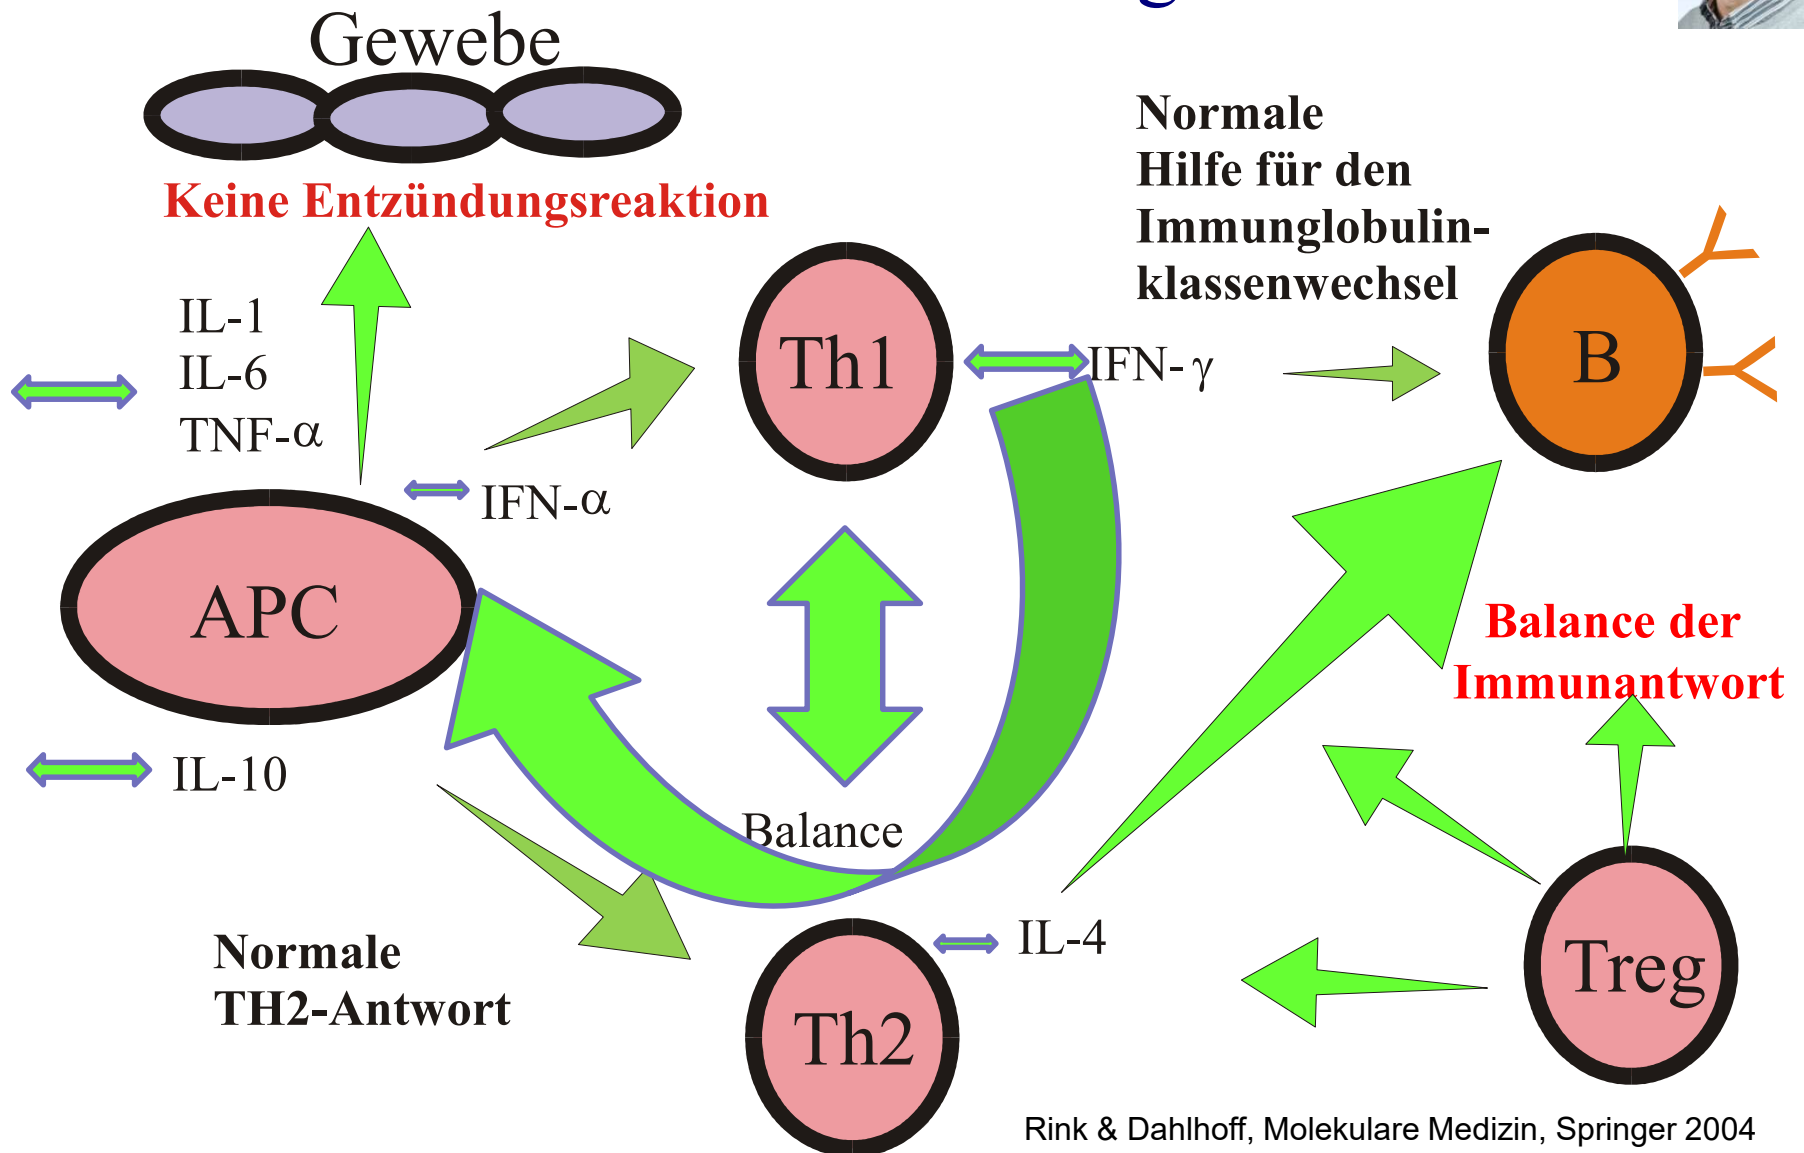 Gewebe
Keine Entzündungsreaktion
Normale
Hilfe für den
Immunglobulin-
klassenwechsel
IL-1
IL-6
TNF-α
IFN-α
Th1
IFN-γ
B
APC
IL-10
Balance
Balance der
Immunantwort
Normale
TH2-Antwort
Th2
IL-4
Treg
Rink & Dahlhoff, Molekulare Medizin, Springer 2004